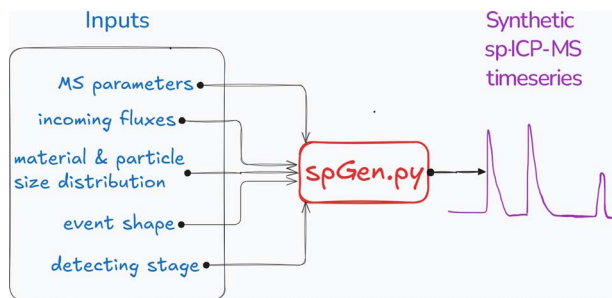 Inputs
MS parameters
incoming fluxes
material & particle
size distribution
event shape
detecting stage
spGen.py
Synthetic
sp-ICP-MS
timeseries